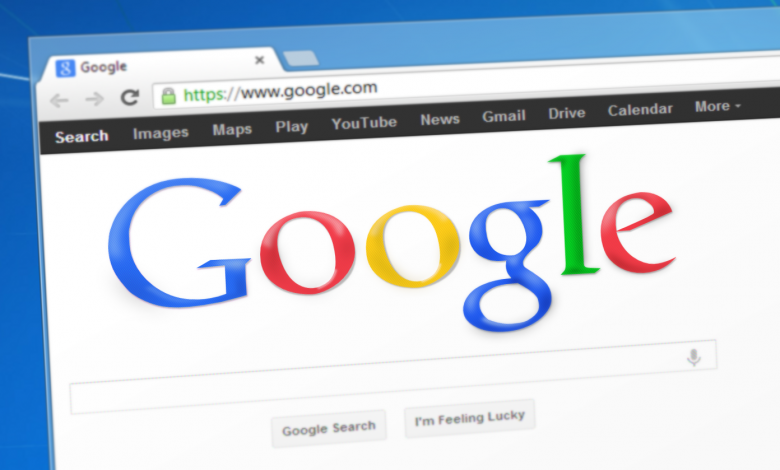 Google
https://www.google.com
Search Images Maps Play YouTube News Gmail Drive Calendar More
Google
Google Search I'm Feeling Lucky